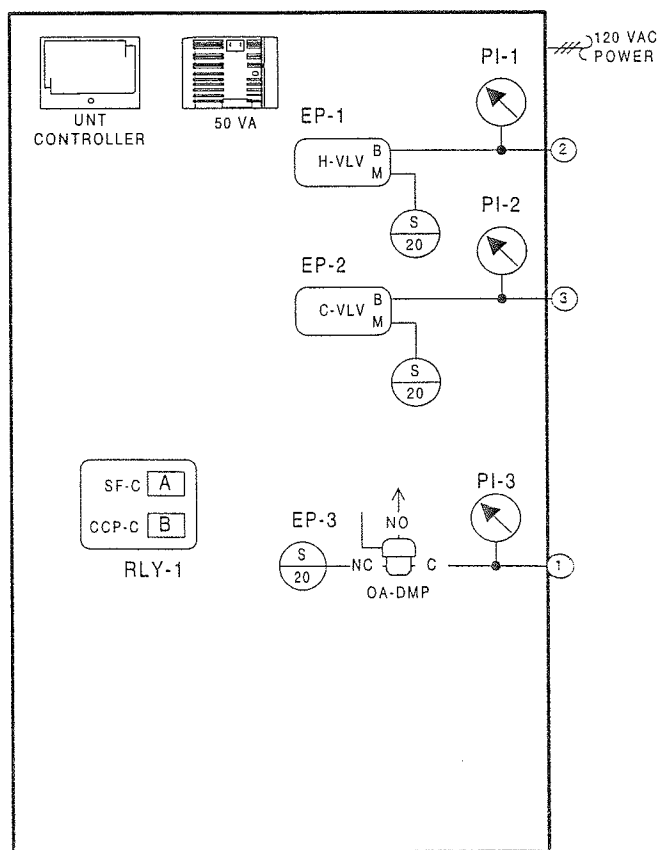 120 VAC
POWER
PI-1
UNT
CONTROLLER
50 VA
EP-1
H-VLV
B
M
2
S
20
PI-2
EP-2
C-VLV
B
M
3
S
20
SF-C A
CCP-C B
RLY-1
PI-3
EP-3
NO
S
20
NC
C
1
OA-DMP